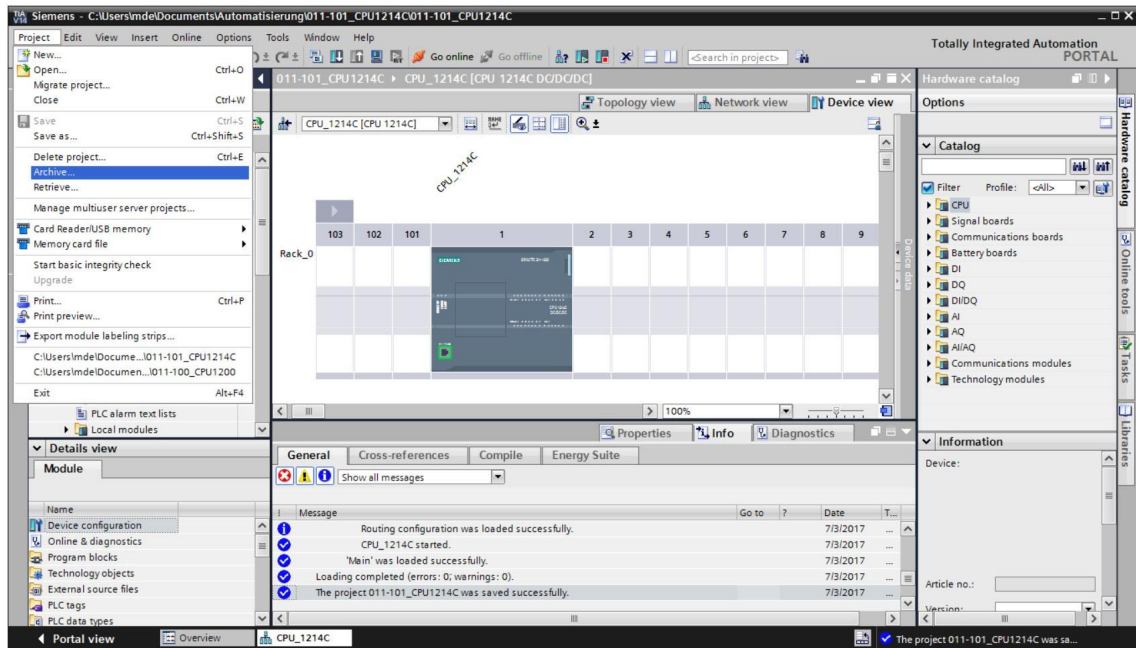 Siemens - C:\Users\mde\Documents\Automatisierung\011-101_CPU1214C\011-101_CPU1214C
Project Edit View Insert Online Options Tools Window Help
Totally Integrated Automation
PORTAL
Go online Go offline <Search in project>
New...
Open... Ctrl+O
Migrate project...
Close Ctrl+W
Save Ctrl+S
Save as... Ctrl+Shift+S
Delete project... Ctrl+E
Archive...
Retrieve...
Manage multiuser server projects...
Card Reader/USB memory
Memory card file
Start basic integrity check
Upgrade
Print... Ctrl+P
Print preview...
Export module labeling strips...
C:\Users\mde\Docume...\011-101_CPU1214C
C:\Users\mde\Documen...\011-100_CPU1200
Exit Alt+F4
PLC alarm text lists
Local modules
Details view
Module
Name
Device configuration
Online & diagnostics
Program blocks
Technology objects
External source files
PLC tags
PLC data types
011-101_CPU1214C CPU_1214C [CPU 1214C DC/DC/DC]
Topology view Network view Device view
CPU_1214C [CPU 1214C]
CPU_1214C
103 102 101 1 2 3 4 5 6 7 8 9
Rack_0
SIEMENS
Device data
100%
Properties Info Diagnostics
General Cross-references Compile Energy Suite
Show all messages
! Message Go to ? Date T...
Routing configuration was loaded successfully. 7/3/2017 ...
CPU_1214C started. 7/3/2017 ...
'Main' was loaded successfully. 7/3/2017 ...
Loading completed (errors: 0; warnings: 0). 7/3/2017 ...
The project 011-101_CPU1214C was saved successfully. 7/3/2017 ...
Hardware catalog
Options
Catalog
Filter Profile: <All>
CPU
Signal boards
Communications boards
Battery boards
DI
DQ
DI/DQ
AI
AQ
AI/AQ
Communications modules
Technology modules
Information
Device:
Article no.:
Version:
Hardware catalog
Online tools
Tasks
Libraries
Portal view Overview CPU_1214C The project 011-101_CPU1214C was sa...